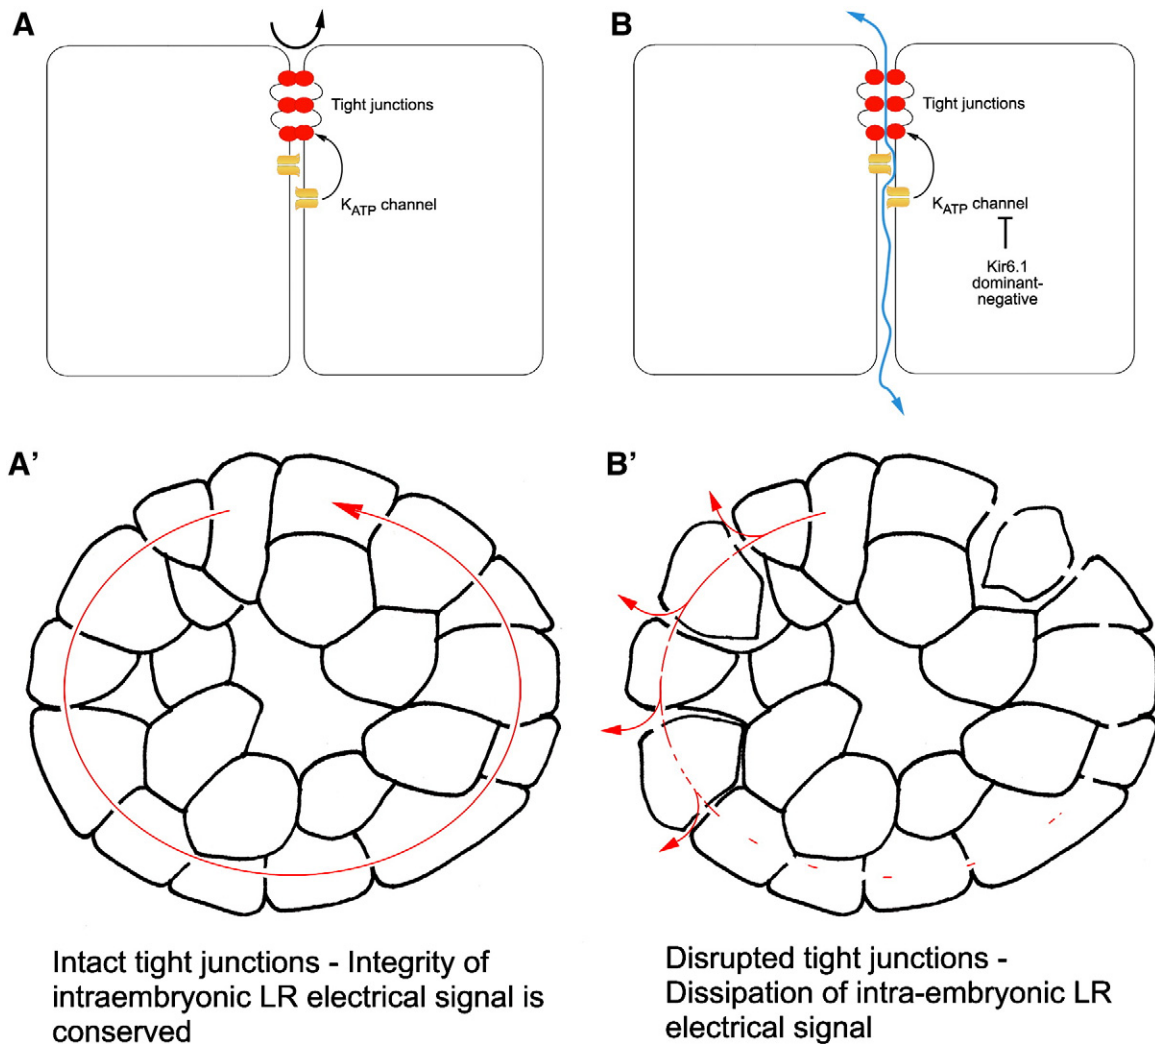 A
Tight junctions
KATP channel
B
Tight junctions
KATP channel
Kir6.1
dominant-
negative
A’
Intact tight junctions - Integrity of
intraembryonic LR electrical signal is
conserved
B’
Disrupted tight junctions -
Dissipation of intra-embryonic LR
electrical signal